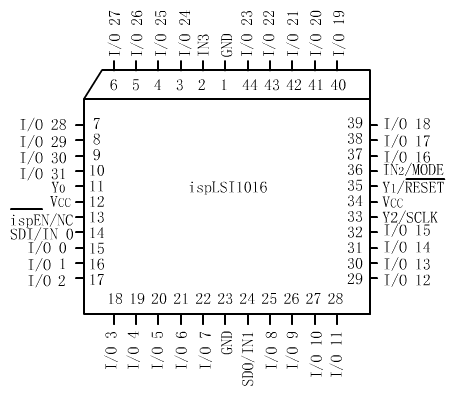 I/O 27 I/O 26 I/O 25 I/O 24 IN3 GND I/O 23 I/O 22 I/O 21 I/O 20 I/O 19
6 5 4 3 2 1 44 43 42 41 40
I/O 28 7 39 I/O 18
I/O 29 8 38 I/O 17
I/O 30 9 37 I/O 16
I/O 31 10 36 IN2/MODE
Y0 11 ispLSI1016 35 Y1/RESET
VCC 12 34 VCC
ispEN/NC 13 33 Y2/SCLK
SDI/IN 0 14 32 I/O 15
I/O 0 15 31 I/O 14
I/O 1 16 30 I/O 13
I/O 2 17 29 I/O 12
18 19 20 21 22 23 24 25 26 27 28
I/O 3 I/O 4 I/O 5 I/O 6 I/O 7 GND SDO/IN1 I/O 8 I/O 9 I/O 10 I/O 11